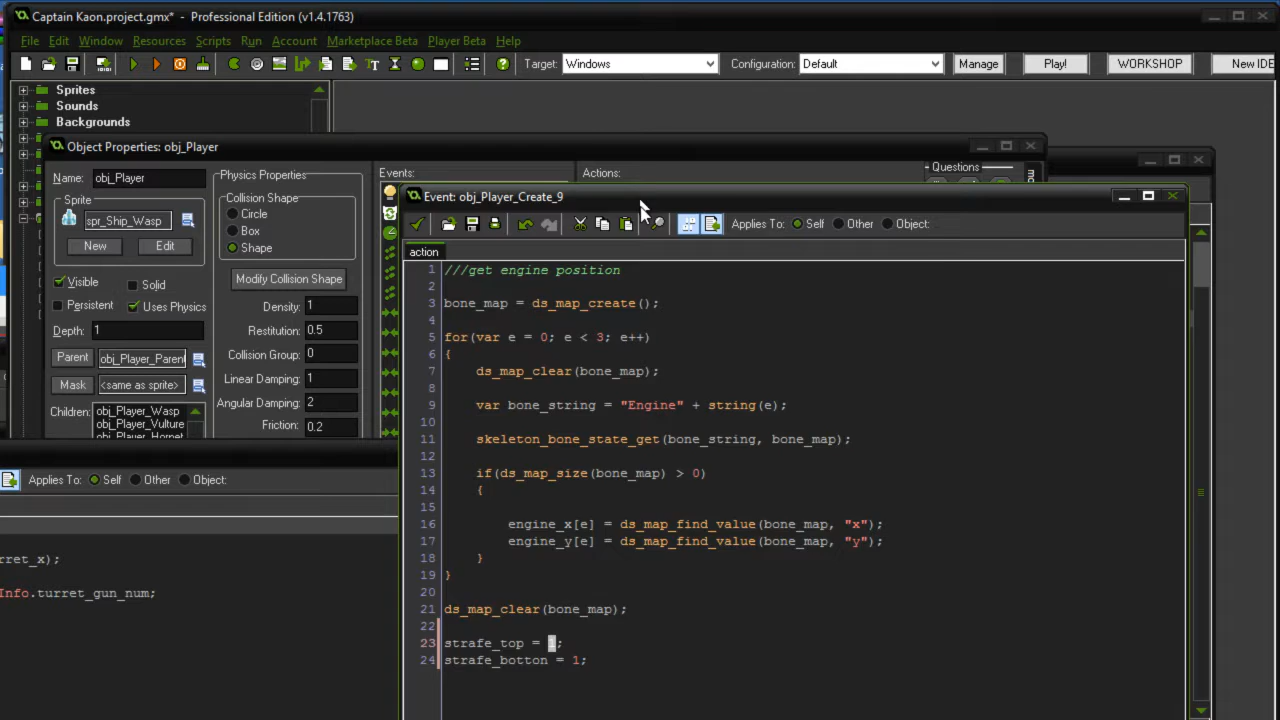 Captain Kaon.project.gmx* - Professional Edition (v1.4.1763)
File Edit Window Resources Scripts Run Account Marketplace Beta Player Beta Help
Target: Windows Configuration: Default Manage Play! WORKSHOP New IDE
Sprites
Sounds
Backgrounds
Object Properties: obj_Player
Name: obj_Player
Physics Properties
Events:
Actions:
Questions
Sprite
spr_Ship_Wasp
New Edit
Visible Solid
Persistent Uses Physics
Depth: 1
Parent obj_Player_Parent
Mask <same as sprite>
Children: obj_Player_Wasp
obj_Player_Vulture
obj_Player_Hornet
Collision Shape
Circle
Box
Shape
Modify Collision Shape
Density: 1
Restitution: 0.5
Collision Group: 0
Linear Damping: 1
Angular Damping: 2
Friction: 0.2
Applies To: Self Other Object:
rret_x);
Info.turret_gun_num;
Event: obj_Player_Create_9
Applies To: Self Other Object:
action
1 ///get engine position
2
3 bone_map = ds_map_create();
4
5 for(var e = 0; e < 3; e++)
6 {
7 ds_map_clear(bone_map);
8
9 var bone_string = "Engine" + string(e);
10
11 skeleton_bone_state_get(bone_string, bone_map);
12
13 if(ds_map_size(bone_map) > 0)
14 {
15
16 engine_x[e] = ds_map_find_value(bone_map, "x");
17 engine_y[e] = ds_map_find_value(bone_map, "y");
18 }
19 }
20
21 ds_map_clear(bone_map);
22
23 strafe_top = 1;
24 strafe_botton = 1;